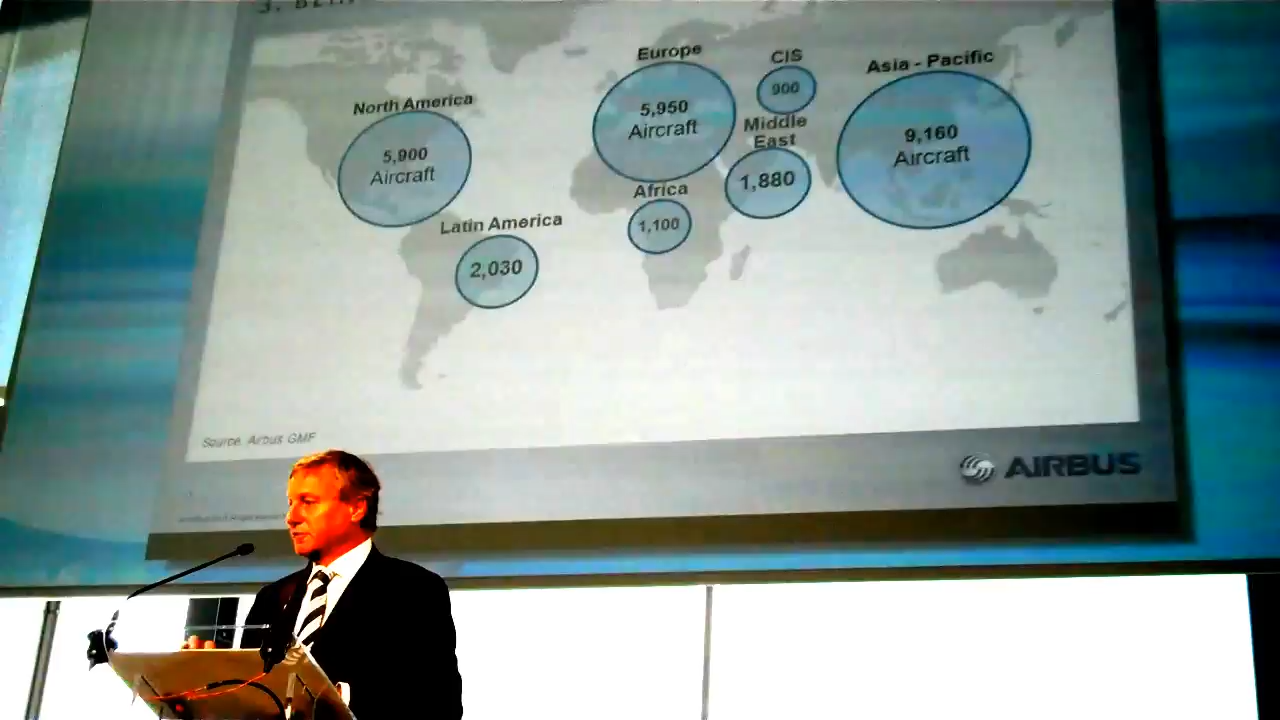 Europe
CIS
Asia - Pacific
5,950
Aircraft
900
North America
5,900
Aircraft
Middle
East
9,160
Aircraft
1,880
Africa
1,100
Latin America
2,030
Source: Airbus GMF
AIRBUS